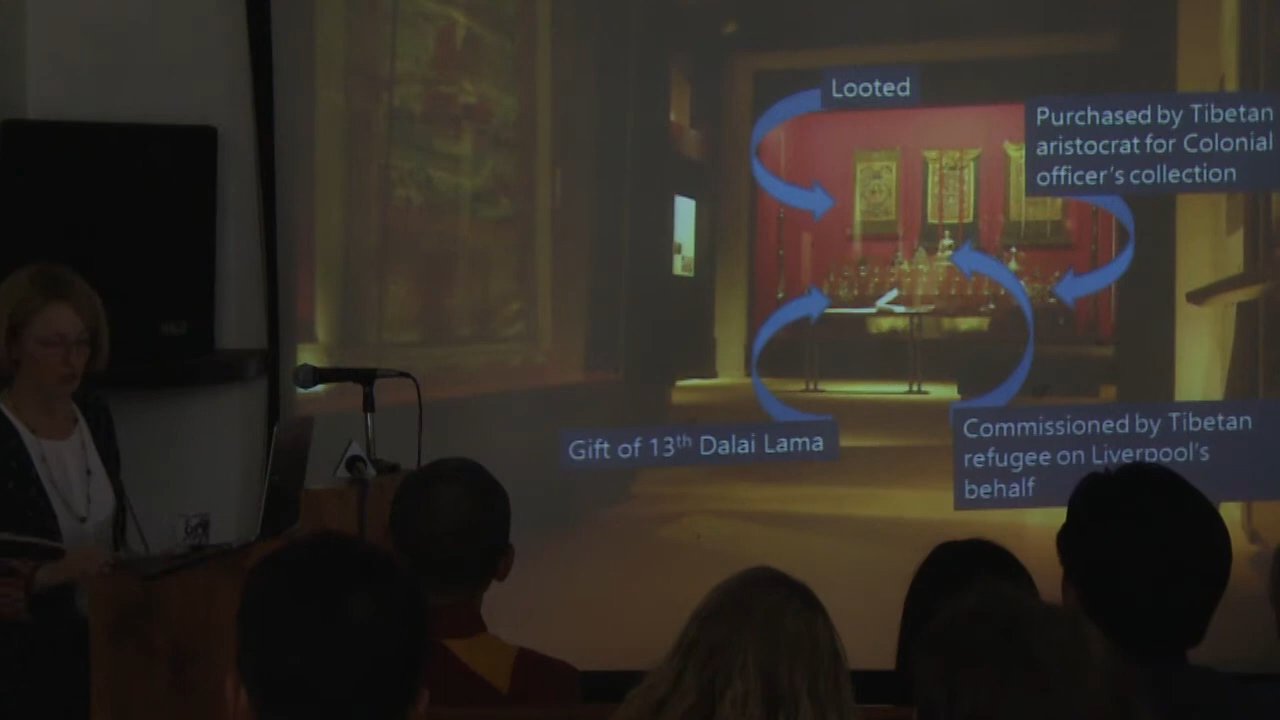 Looted
Purchased by Tibetan
aristocrat for Colonial
officer's collection
Gift of 13th Dalai Lama
Commissioned by Tibetan
refugee on Liverpool's
behalf